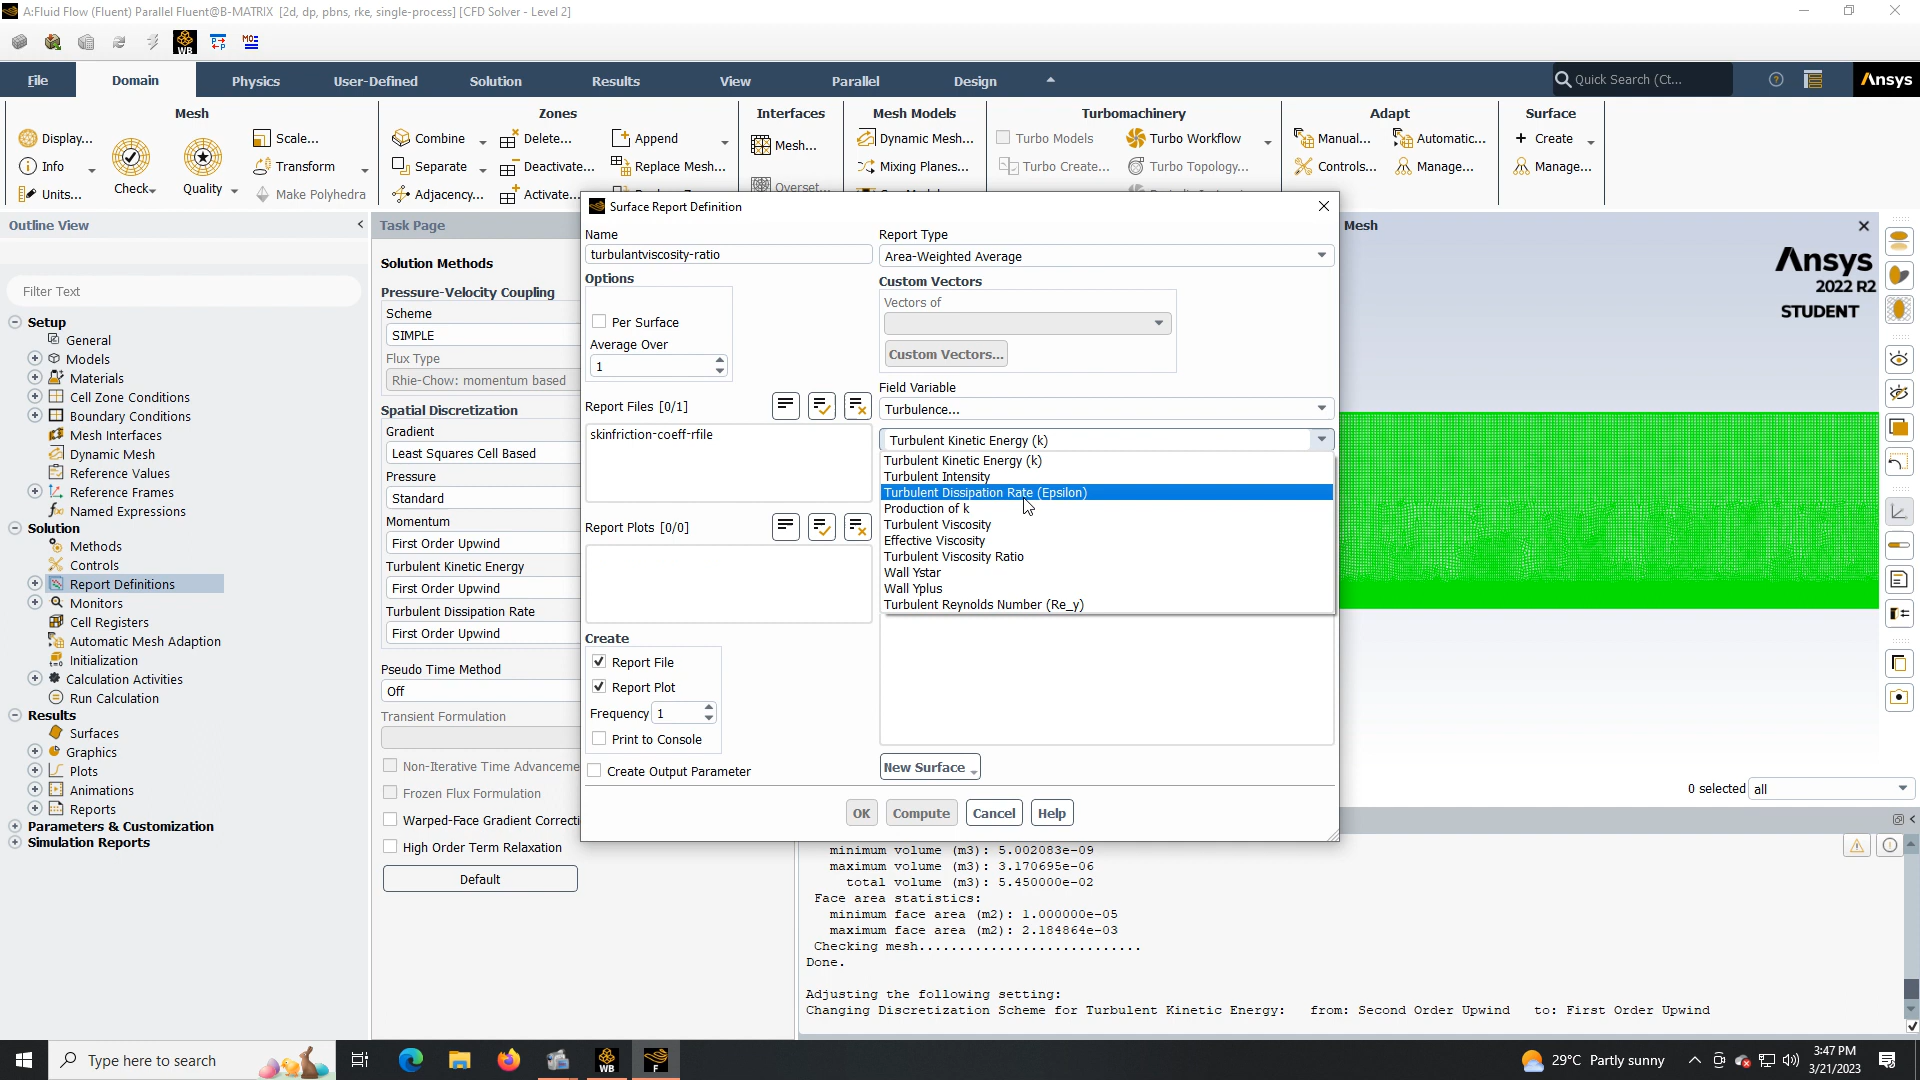 A:Fluid Flow (Fluent) Parallel Fluent@B-MATRIX [2d, dp, pbns, rke, single-process] [CFD Solver - Level 2]
WB
MO
File
Domain
Physics
User-Defined
Solution
Results
View
Parallel
Design
Quick Search (Ct...
Ansys
Mesh
Zones
Interfaces
Mesh Models
Turbomachinery
Adapt
Surface
Display...
Info
Units...
Check
Quality
Scale...
Transform
Make Polyhedra
Combine
Separate
Adjacency...
Delete...
Deactivate...
Activate...
Append
Replace Mesh...
Mesh...
Overset...
Dynamic Mesh...
Mixing Planes...
Turbo Models
Turbo Create...
Turbo Workflow
Turbo Topology...
Manual...
Controls...
Automatic...
Manage...
Create
Manage...
Outline View
Filter Text
Setup
General
Models
Materials
Cell Zone Conditions
Boundary Conditions
Mesh Interfaces
Dynamic Mesh
Reference Values
Reference Frames
Named Expressions
Solution
Methods
Controls
Report Definitions
Monitors
Cell Registers
Automatic Mesh Adaption
Initialization
Calculation Activities
Run Calculation
Results
Surfaces
Graphics
Plots
Animations
Reports
Parameters & Customization
Simulation Reports
Task Page
Solution Methods
Pressure-Velocity Coupling
Scheme
SIMPLE
Flux Type
Rhie-Chow: momentum based
Spatial Discretization
Gradient
Least Squares Cell Based
Pressure
Standard
Momentum
First Order Upwind
Turbulent Kinetic Energy
First Order Upwind
Turbulent Dissipation Rate
First Order Upwind
Pseudo Time Method
Off
Transient Formulation
Non-Iterative Time Advanceme
Frozen Flux Formulation
Warped-Face Gradient Correcti
High Order Term Relaxation
Default
Surface Report Definition
Name
turbulantviscosity-ratio
Options
Per Surface
Average Over
1
Report Files [0/1]
skinfriction-coeff-rfile
Report Plots [0/0]
Create
Report File
Report Plot
Frequency 1
Print to Console
Create Output Parameter
Report Type
Area-Weighted Average
Custom Vectors
Vectors of
Custom Vectors...
Field Variable
Turbulence...
Turbulent Kinetic Energy (k)
Turbulent Kinetic Energy (k)
Turbulent Intensity
Turbulent Dissipation Rate (Epsilon)
Production of k
Turbulent Viscosity
Effective Viscosity
Turbulent Viscosity Ratio
Wall Ystar
Wall Yplus
Turbulent Reynolds Number (Re_y)
New Surface
OK
Compute
Cancel
Help
Mesh
Ansys
2022 R2
STUDENT
0 selected
all
minimum volume (m3): 5.002083e-09
maximum volume (m3): 3.170695e-06
total volume (m3): 5.450000e-02
Face area statistics:
minimum face area (m2): 1.000000e-05
maximum face area (m2): 2.184864e-03
Checking mesh............................
Done.
Adjusting the following setting:
Changing Discretization Scheme for Turbulent Kinetic Energy: from: Second Order Upwind to: First Order Upwind
Type here to search
WB
F
29°C Partly sunny
3:47 PM
3/21/2023